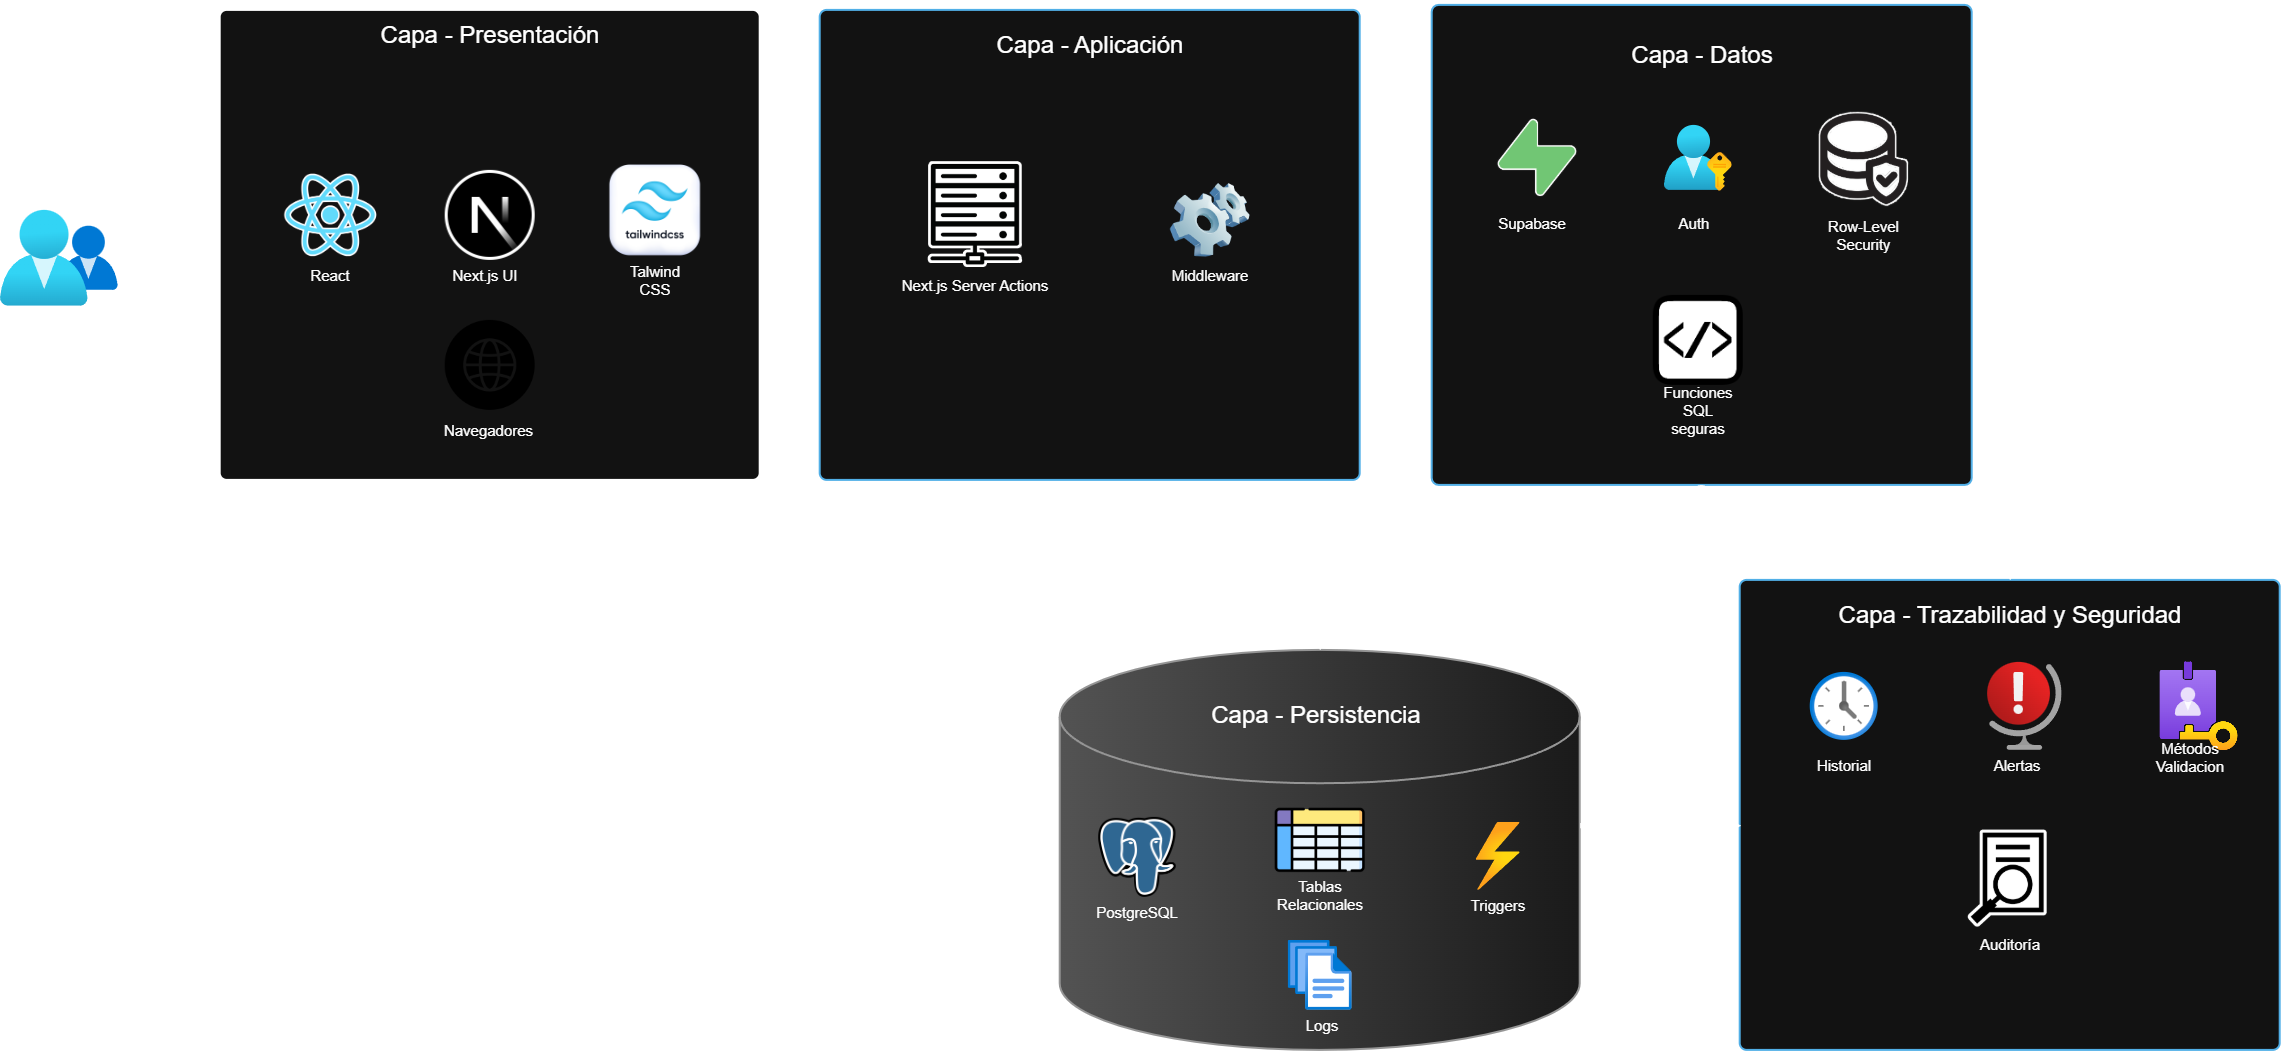 Capa - Presentación
React
Next.js UI
tailwindcss
Talwind
CSS
Navegadores
Capa - Aplicación
Next.js Server Actions
Middleware
Capa - Datos
Supabase
Auth
Row-Level
Security
Funciones
SQL
seguras
Capa - Persistencia
PostgreSQL
Tablas
Relacionales
Triggers
Logs
Capa - Trazabilidad y Seguridad
Historial
Alertas
Métodos
Validacion
Auditoría